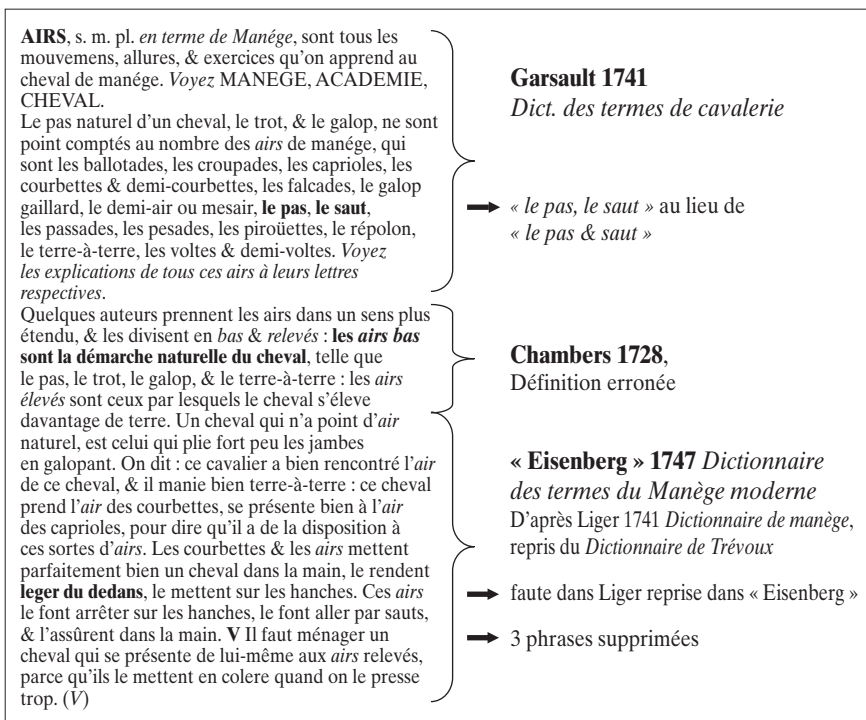 AIRS, s. m. pl. en terme de Manége, sont tous les
mouvemens, allures, & exercices qu’on apprend au
cheval de manége. Voyez MANEGE, ACADEMIE,
CHEVAL.
Le pas naturel d’un cheval, le trot, & le galop, ne sont
point comptés au nombre des airs de manége, qui
sont les ballotades, les croupades, les caprioles, les
courbettes & demi-courbettes, les falcades, le galop
gaillard, le demi-air ou mesair, le pas, le saut,
les passades, les pesades, les piroüettes, le répolon,
le terre-à-terre, les voltes & demi-voltes. Voyez
les explications de tous ces airs à leurs lettres
respectives.
Quelques auteurs prennent les airs dans un sens plus
étendu, & les divisent en bas & relevés : les airs bas
sont la démarche naturelle du cheval, telle que
le pas, le trot, le galop, & le terre-à-terre : les airs
élevés sont ceux par lesquels le cheval s’éleve
davantage de terre. Un cheval qui n’a point d’air
naturel, est celui qui plie fort peu les jambes
en galopant. On dit : ce cavalier a bien rencontré l’air
de ce cheval, & il manie bien terre-à-terre : ce cheval
prend l’air des courbettes, se présente bien à l’air
des caprioles, pour dire qu’il a de la disposition à
ces sortes d’airs. Les courbettes & les airs mettent
parfaitement bien un cheval dans la main, le rendent
leger du dedans, le mettent sur les hanches. Ces airs
le font arrêter sur les hanches, le font aller par sauts,
& l’assûrent dans la main. V Il faut ménager un
cheval qui se présente de lui-même aux airs relevés,
parce qu’ils le mettent en colere quand on le presse
trop. (V)
Garsault 1741
Dict. des termes de cavalerie
« le pas, le saut » au lieu de
« le pas & saut »
Chambers 1728,
Définition erronée
« Eisenberg » 1747 Dictionnaire
des termes du Manège moderne
D’après Liger 1741 Dictionnaire de manège,
repris du Dictionnaire de Trévoux
faute dans Liger reprise dans « Eisenberg »
3 phrases supprimées